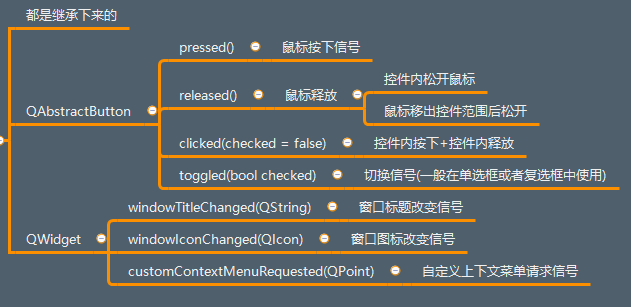 都是继承下来的
QAbstractButton
pressed()
鼠标按下信号
released()
鼠标释放
控件内松开鼠标
鼠标移出控件范围后松开
clicked(checked = false)
控件内按下+控件内释放
toggled(bool checked)
切换信号(一般在单选框或者复选框中使用)
QWidget
windowTitleChanged(QString)
窗口标题改变信号
windowIconChanged(QIcon)
窗口图标改变信号
customContextMenuRequested(QPoint)
自定义上下文菜单请求信号